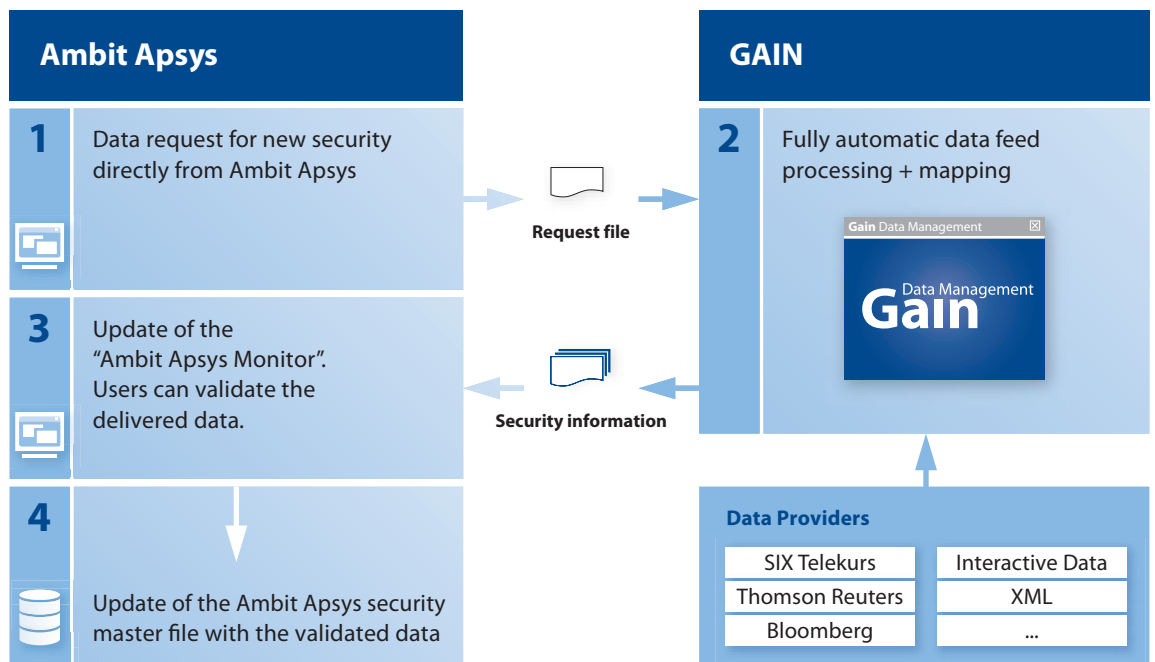 Ambit Apsys
GAIN
1
Data request for new security
directly from Ambit Apsys
Request file
2
Fully automatic data feed
processing + mapping
Gain Data Management
Data Management
Gain
3
Update of the
“Ambit Apsys Monitor”.
Users can validate the
delivered data.
Security information
4
Update of the Ambit Apsys security
master file with the validated data
Data Providers
SIX Telekurs
Thomson Reuters
Bloomberg
Interactive Data
XML
...